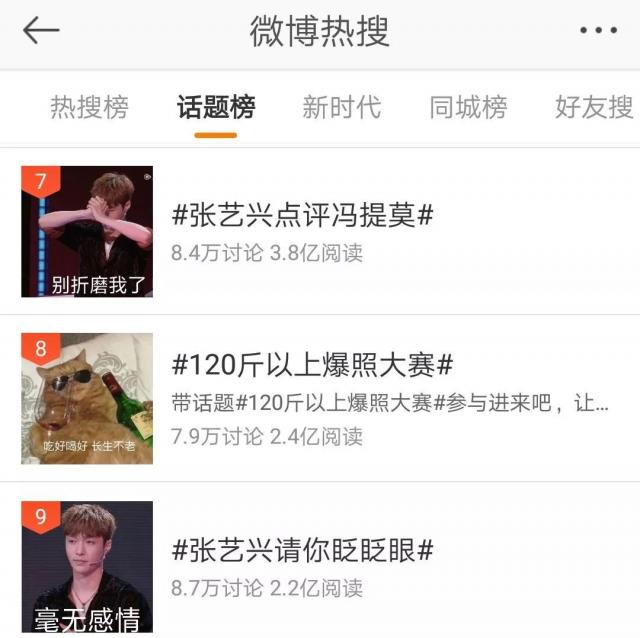 微博热搜
热搜榜 话题榜 新时代 同城榜 好友搜
7
#张艺兴点评冯提莫#
8.4万讨论 3.8亿阅读
别折磨我了
8
#120斤以上爆照大赛#
带话题#120斤以上爆照大赛#参与进来吧，让...
7.9万讨论 2.4亿阅读
吃好喝好 长生不老
9
#张艺兴请你眨眨眼#
8.7万讨论 2.2亿阅读
毫无感情